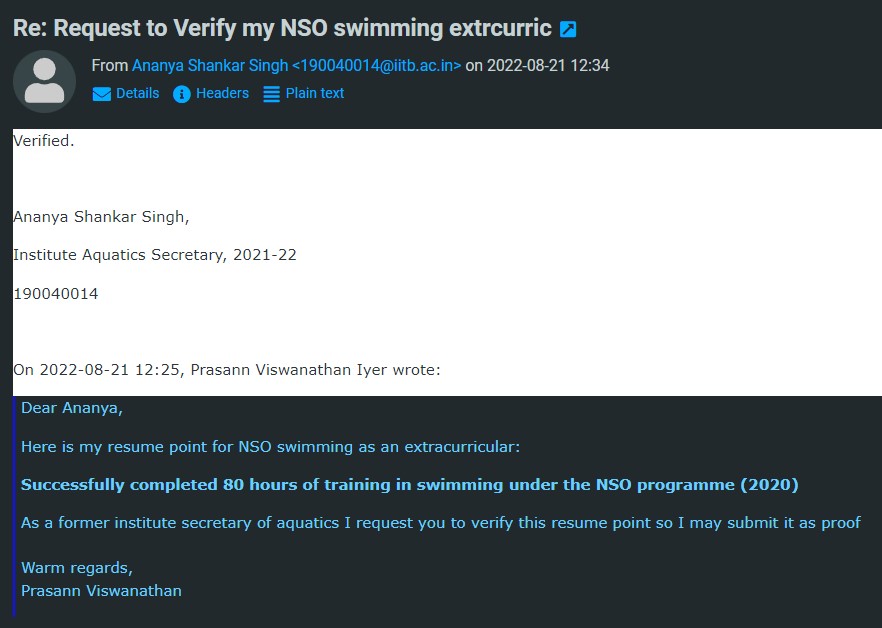 Re: Request to Verify my NSO swimming extrcurric
From Ananya Shankar Singh <190040014@iitb.ac.in> on 2022-08-21 12:34
Details Headers Plain text
Verified.
Ananya Shankar Singh,
Institute Aquatics Secretary, 2021-22
190040014
On 2022-08-21 12:25, Prasann Viswanathan Iyer wrote:
Dear Ananya,
Here is my resume point for NSO swimming as an extracurricular:
Successfully completed 80 hours of training in swimming under the NSO programme (2020)
As a former institute secretary of aquatics I request you to verify this resume point so I may submit it as proof
Warm regards,
Prasann Viswanathan